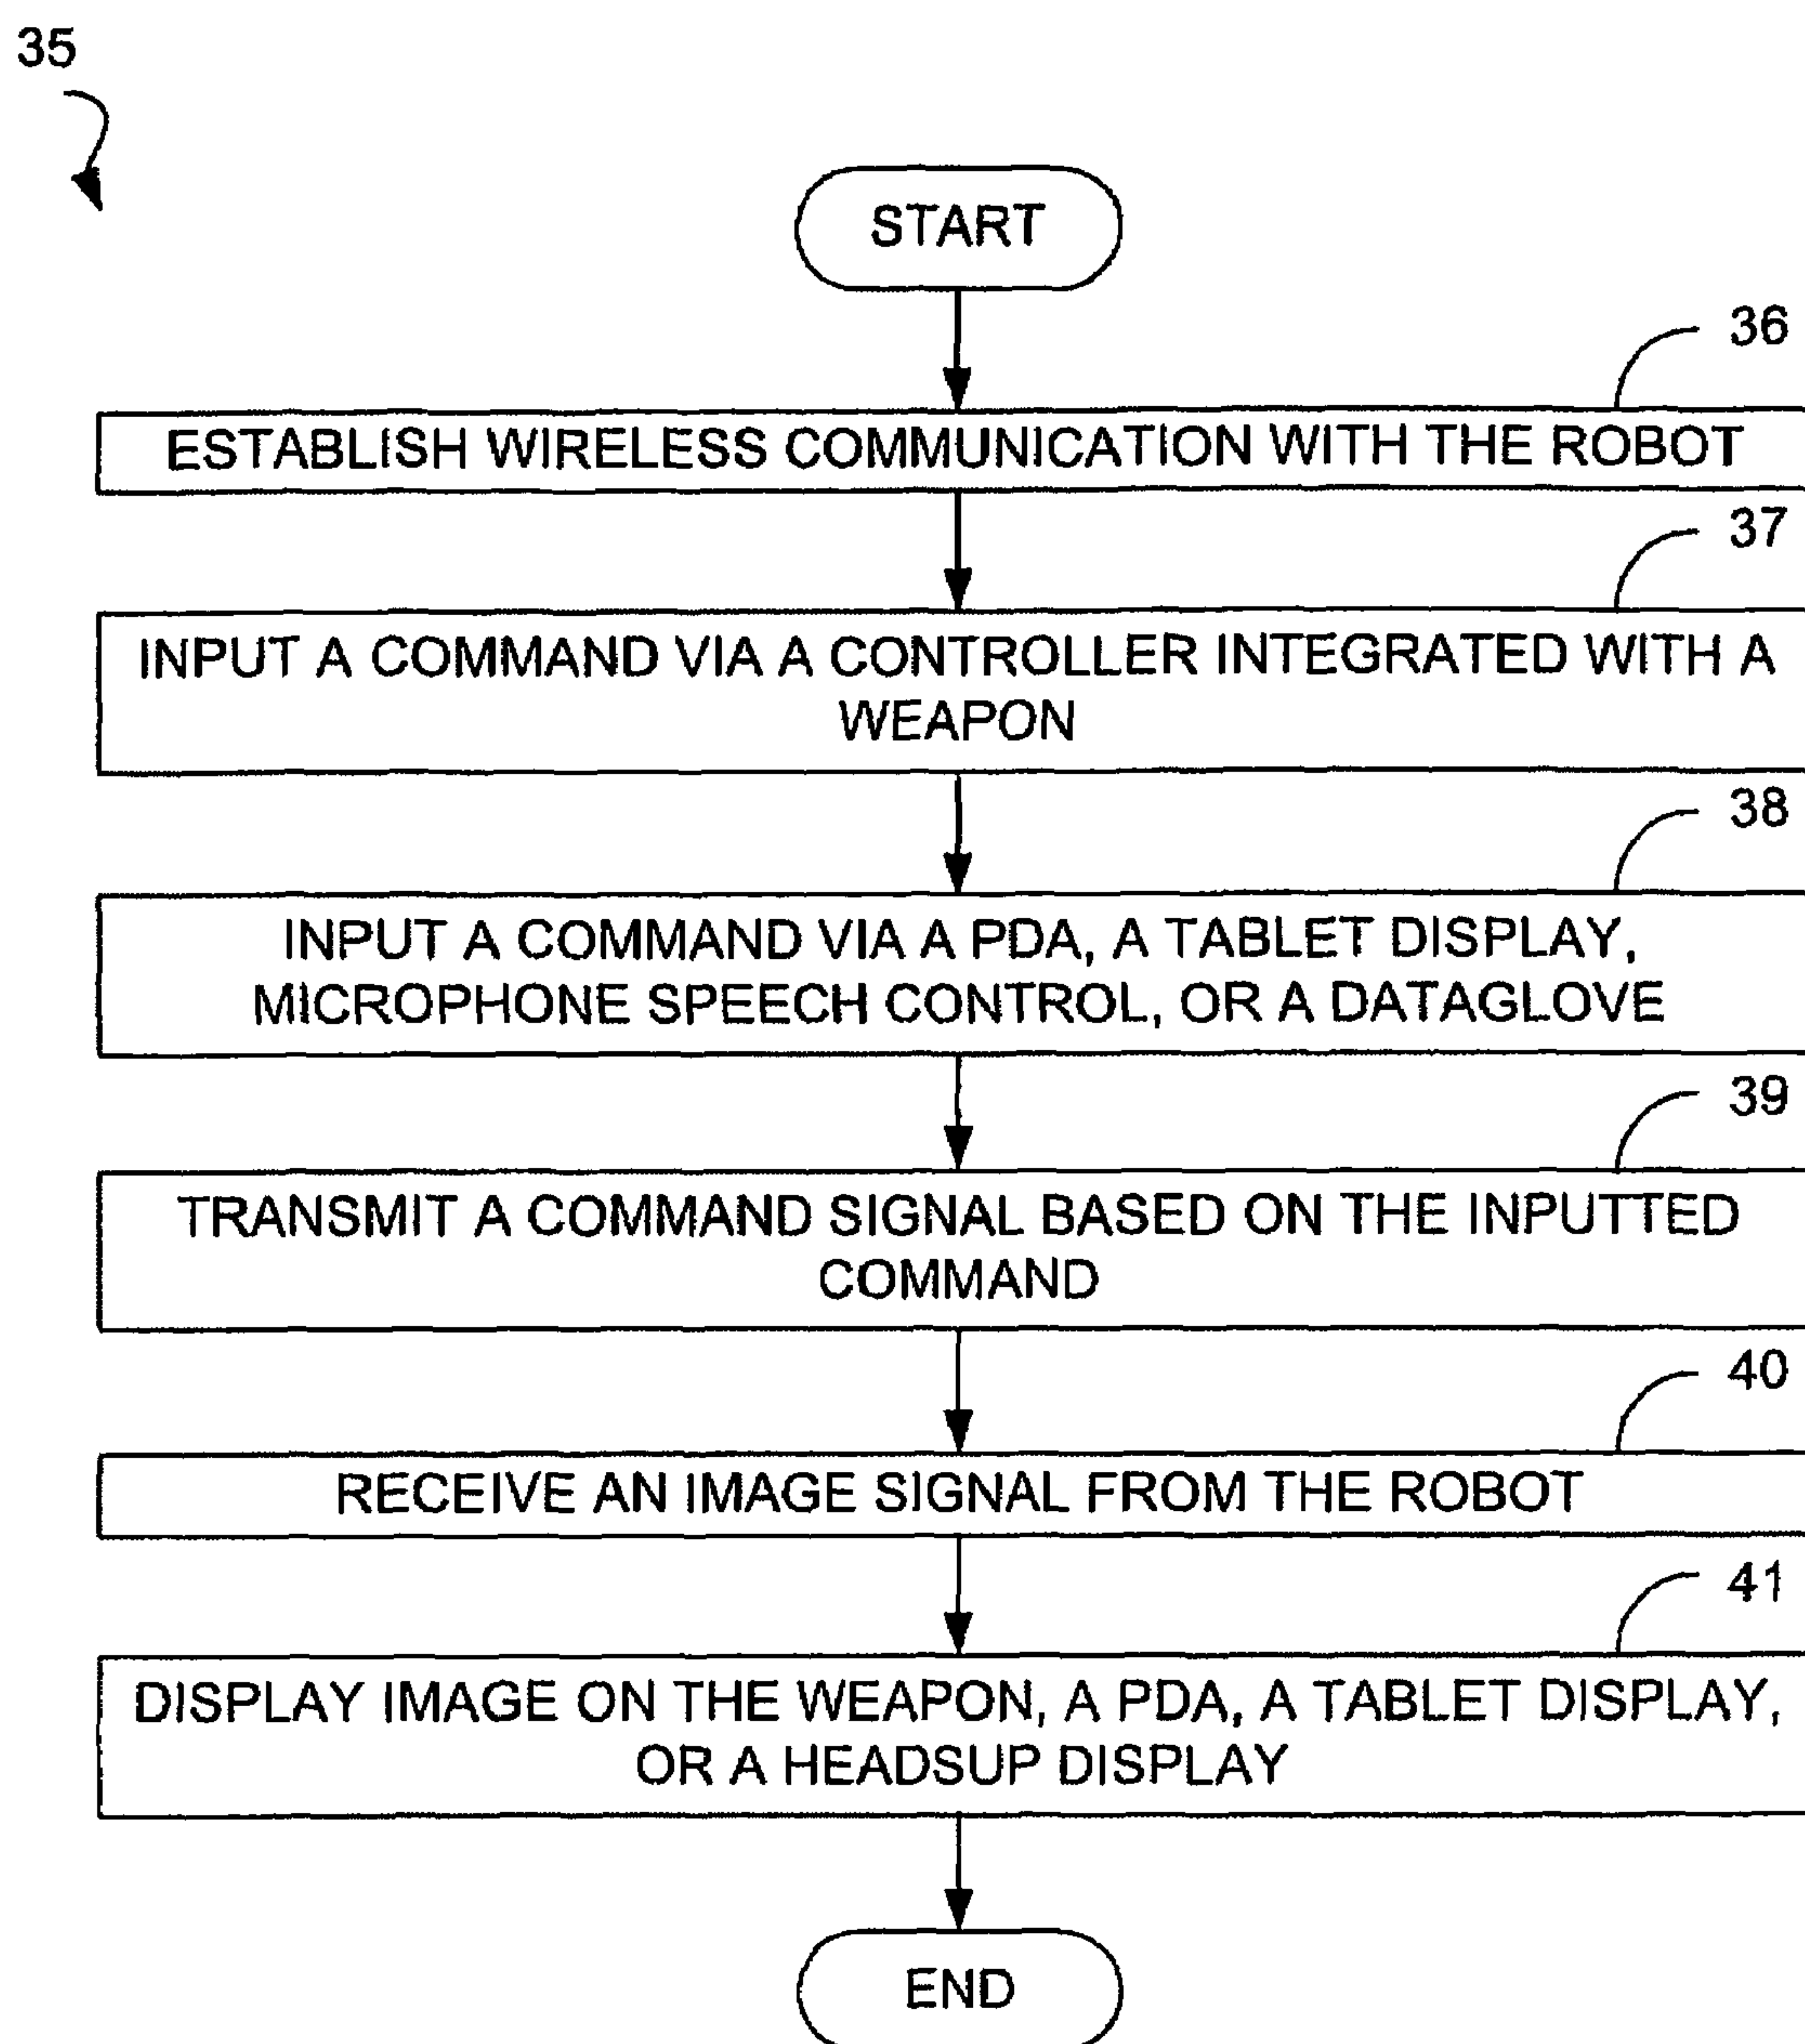 35
START
36
ESTABLISH WIRELESS COMMUNICATION WITH THE ROBOT
37
INPUT A COMMAND VIA A CONTROLLER INTEGRATED WITH A
WEAPON
38
INPUT A COMMAND VIA A PDA, A TABLET DISPLAY,
MICROPHONE SPEECH CONTROL, OR A DATAGLOVE
39
TRANSMIT A COMMAND SIGNAL BASED ON THE INPUTTED
COMMAND
40
RECEIVE AN IMAGE SIGNAL FROM THE ROBOT
41
DISPLAY IMAGE ON THE WEAPON, A PDA, A TABLET DISPLAY,
OR A HEADSUP DISPLAY
END